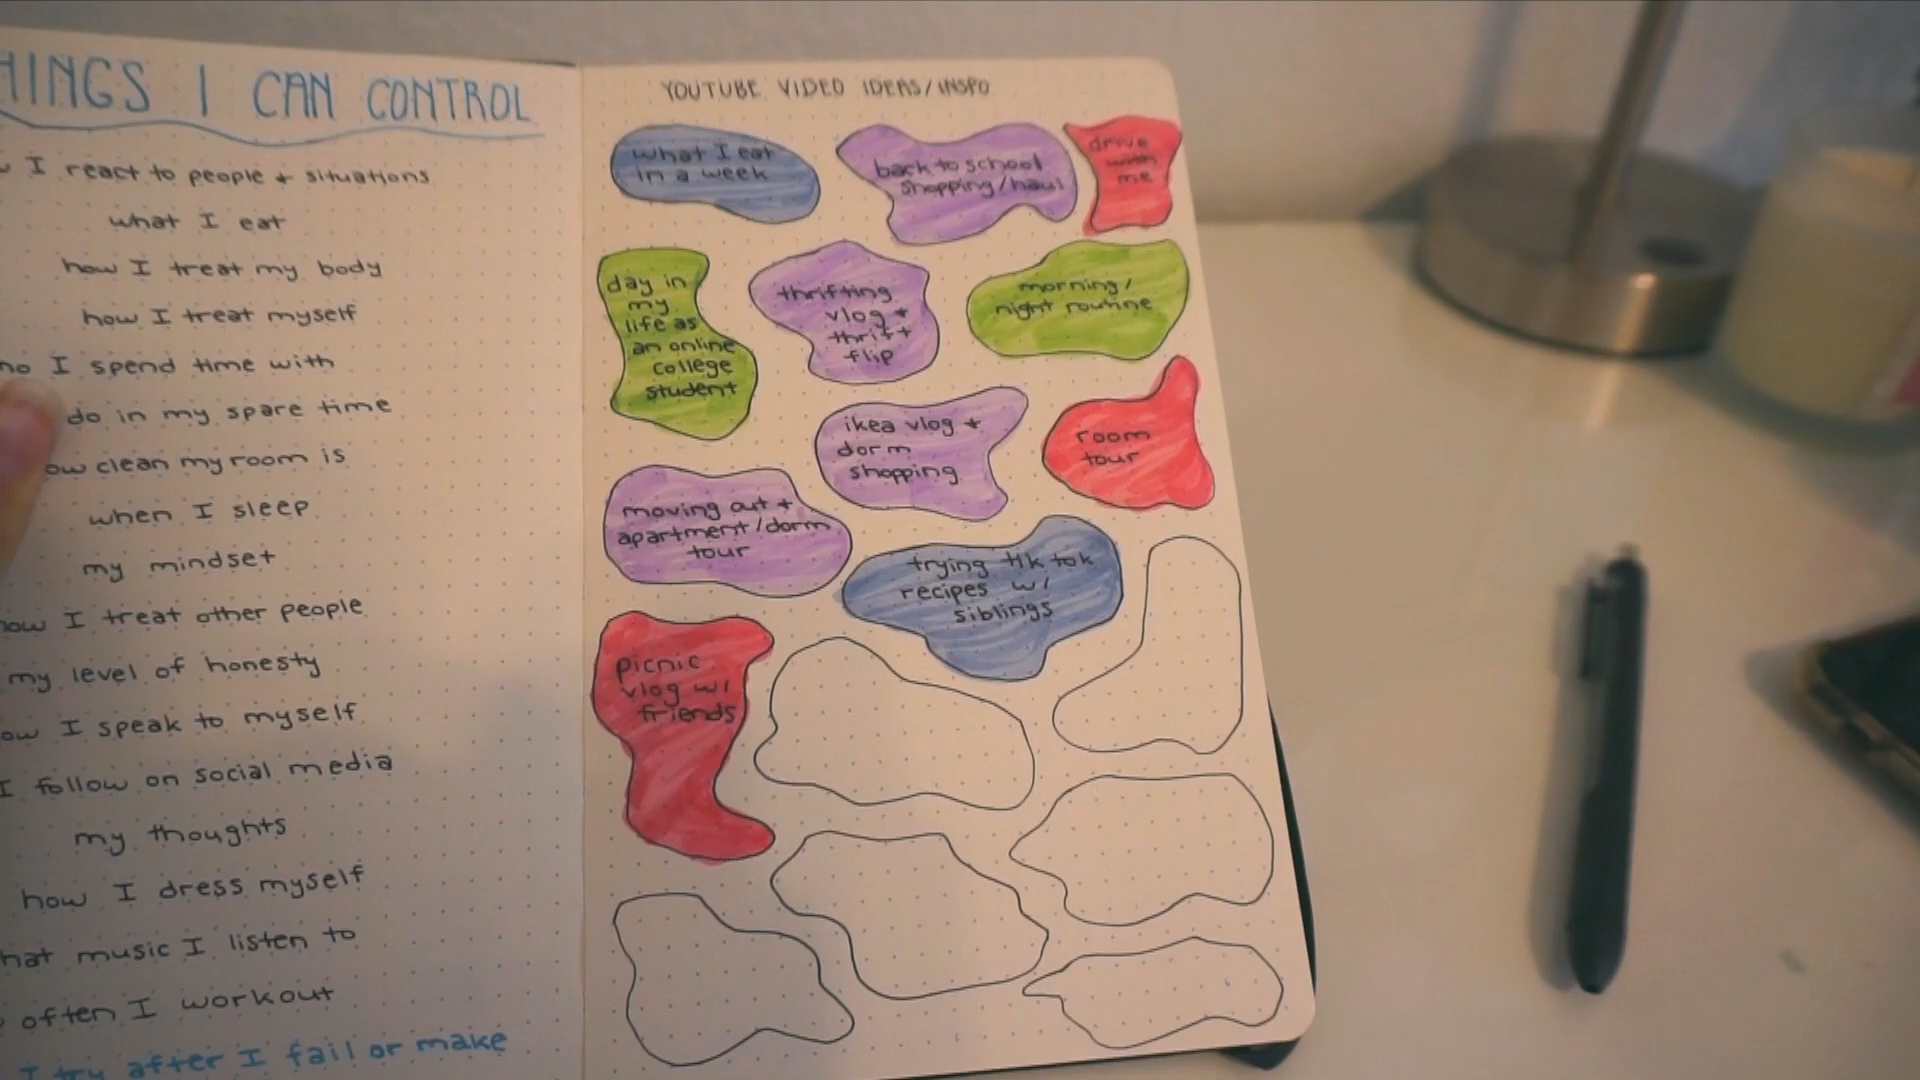 HINGS I CAN CONTROL
I react to people + situations
what I eat
how I treat my body
how I treat myself
I spend time with
do in my spare time
ow clean my room is
when I sleep
my mindset
how I treat other people
my level of honesty
ow I speak to myself
I follow on social media
my thoughts
how I dress myself
hat music I listen to
often I workout
I try after I fail or make
YOUTUBE VIDEO IDEAS/INSPO
what I eat
in a week
back to school
shopping/haul
drive
with
me
day in
my
life as
an online
college
student
thrifting
vlog +
thrift
flip
morning/
night routine
ikea vlog +
dorm
shopping
room
tour
moving out +
apartment/dorm
tour
trying tik tok
recipes w/
siblings
picnic
vlog w/
friends